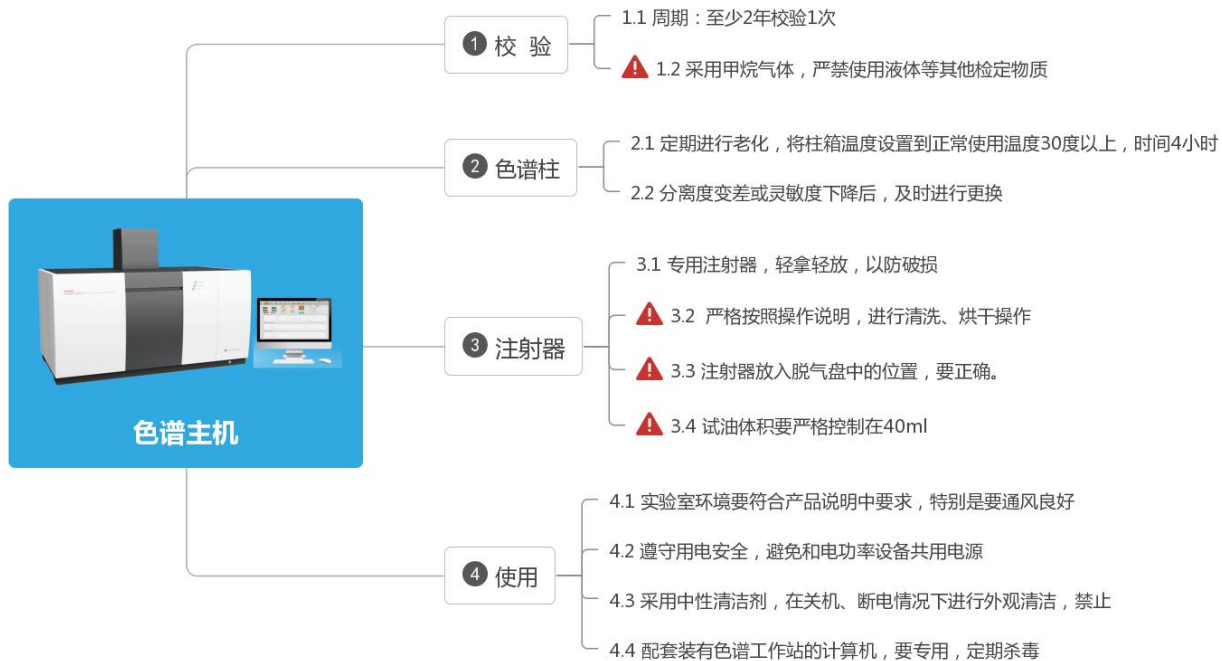 1 校 验
1.1 周期：至少2年校验1次
1.2 采用甲烷气体，严禁使用液体等其他检定物质
2 色谱柱
2.1 定期进行老化，将柱箱温度设置到正常使用温度30度以上，时间4小时
2.2 分离度变差或灵敏度下降后，及时进行更换
色谱主机
3 注射器
3.1 专用注射器，轻拿轻放，以防破损
3.2 严格按照操作说明，进行清洗、烘干操作
3.3 注射器放入脱气盘中的位置，要正确。
3.4 试油体积要严格控制在40ml
4 使用
4.1 实验室环境要符合产品说明中要求，特别是要通风良好
4.2 遵守用电安全，避免和电功率设备共用电源
4.3 采用中性清洁剂，在关机、断电情况下进行外观清洁，禁止
4.4 配套装有色谱工作站的计算机，要专用，定期杀毒